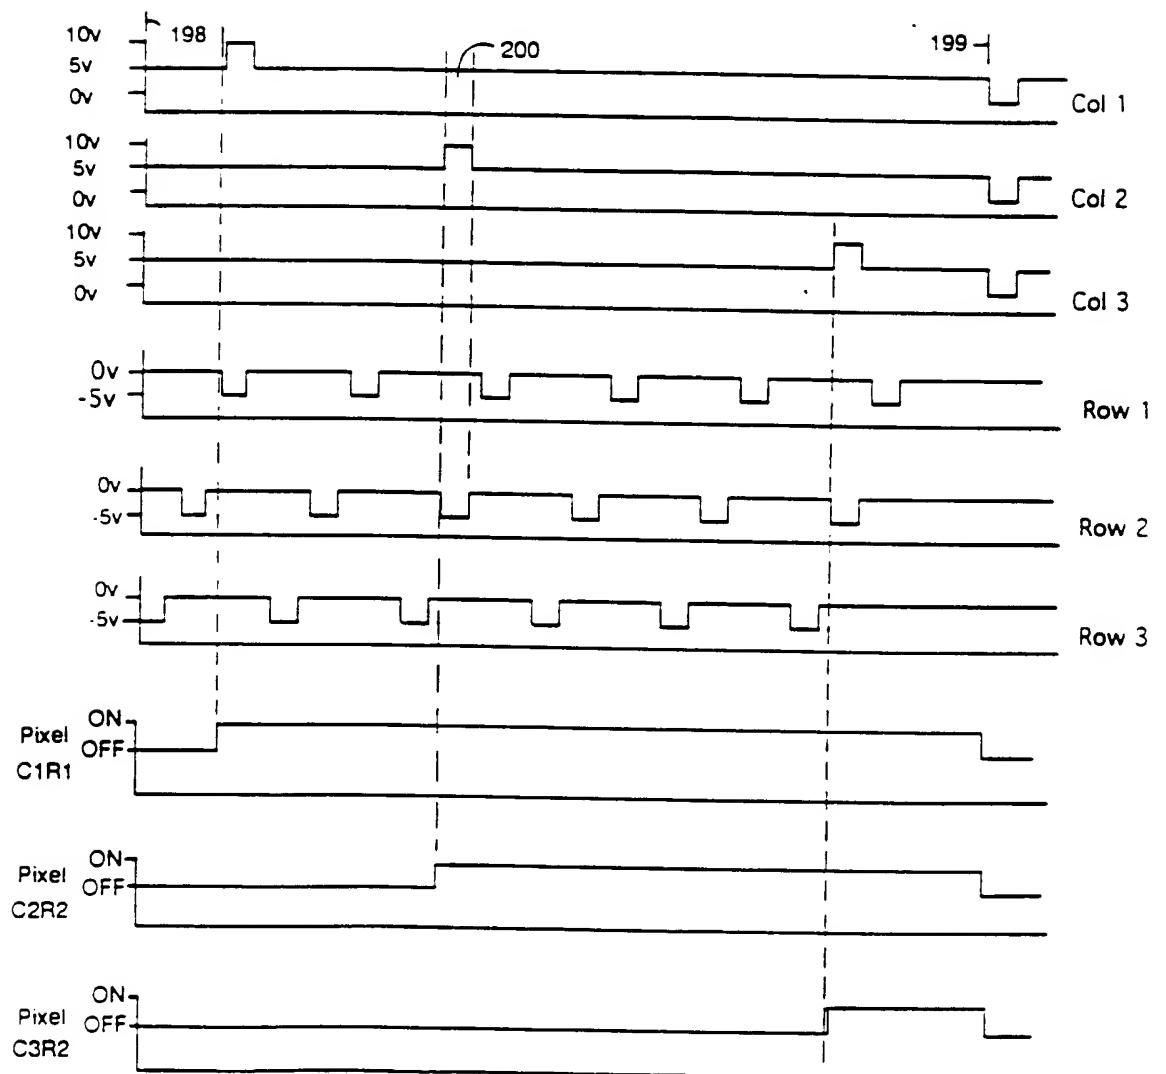 198
10v
5v
0v
200
199
Col 1
10v
5v
0v
Col 2
10v
5v
0v
Col 3
0v
-5v
Row 1
0v
-5v
Row 2
0v
-5v
Row 3
ON
Pixel OFF
C1R1
ON
Pixel OFF
C2R2
ON
Pixel OFF
C3R2